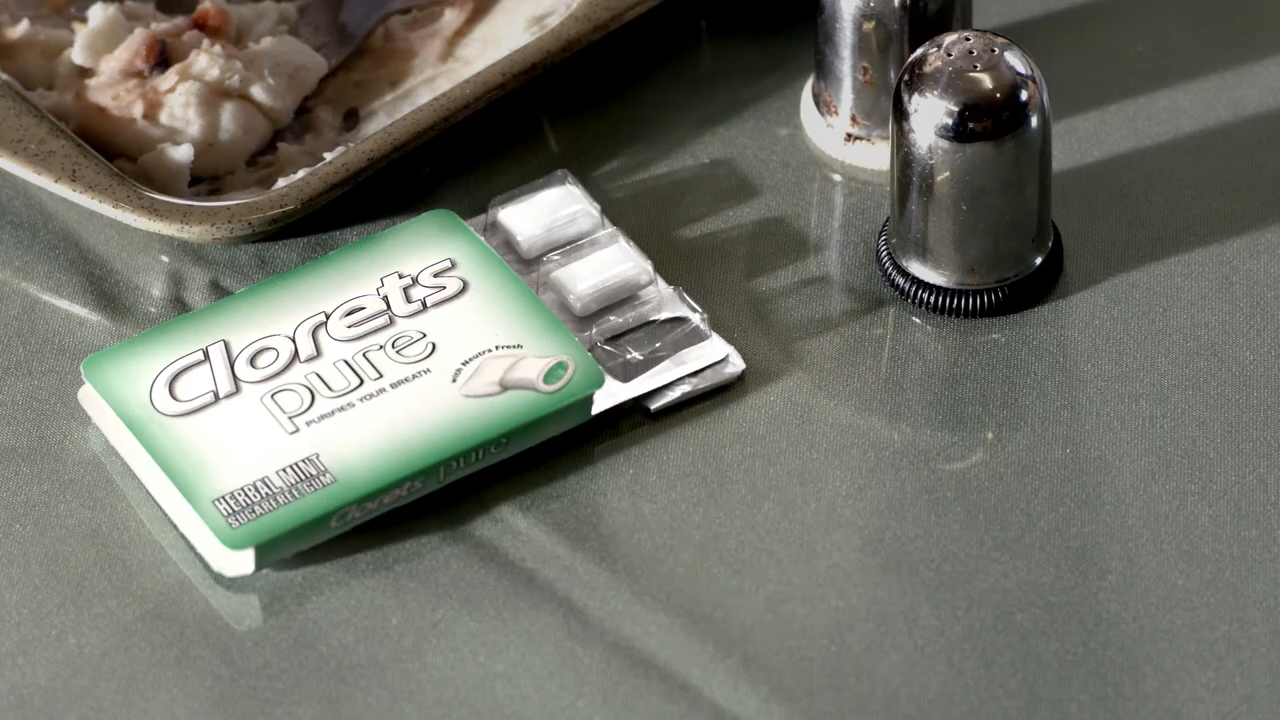 Clorets
pure
PURIFIES YOUR BREATH
with Neutra Fresh
HERBAL MINT
SUGARFREE GUM
Clorets pure